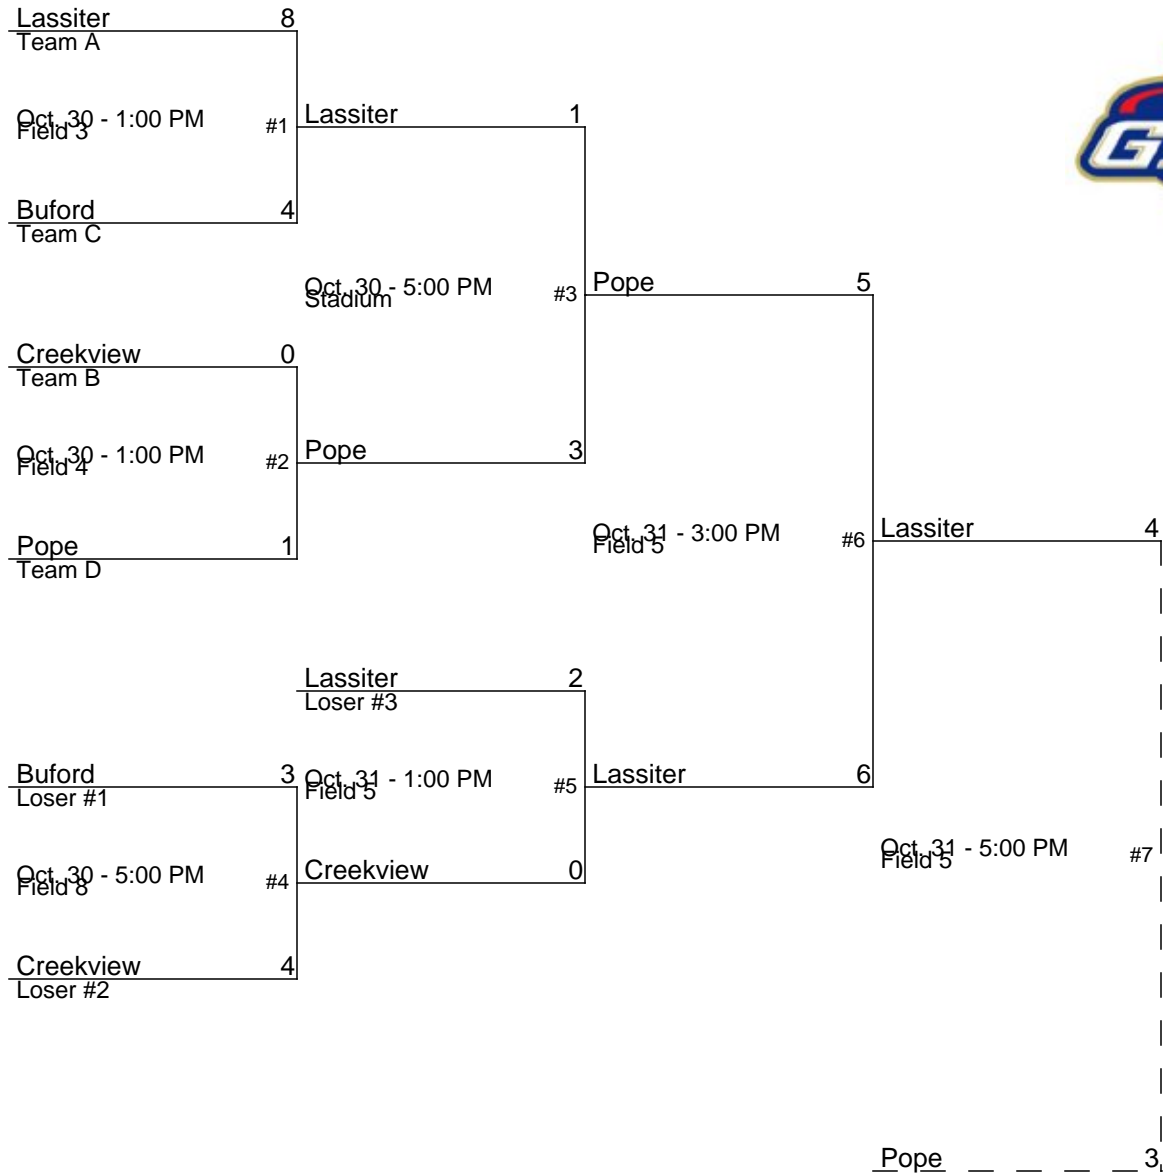 Lassiter 8
Team A
Oct. 30 - 1:00 PM
Field 3
#1
Lassiter 1
Buford 4
Team C
Oct. 30 - 5:00 PM
Stadium
#3
Pope 5
Creekview 0
Team B
Oct. 30 - 1:00 PM
Field 4
#2
Pope 3
Pope 1
Team D
Oct. 31 - 3:00 PM
Field 5
#6
Lassiter 4
Lassiter 2
Loser #3
Buford 3
Loser #1
Oct. 31 - 1:00 PM
Field 5
#5
Lassiter 6
Oct. 30 - 5:00 PM
Field 8
#4
Creekview 0
Oct. 31 - 5:00 PM
Field 5
#7
Creekview 4
Loser #2
Pope 3